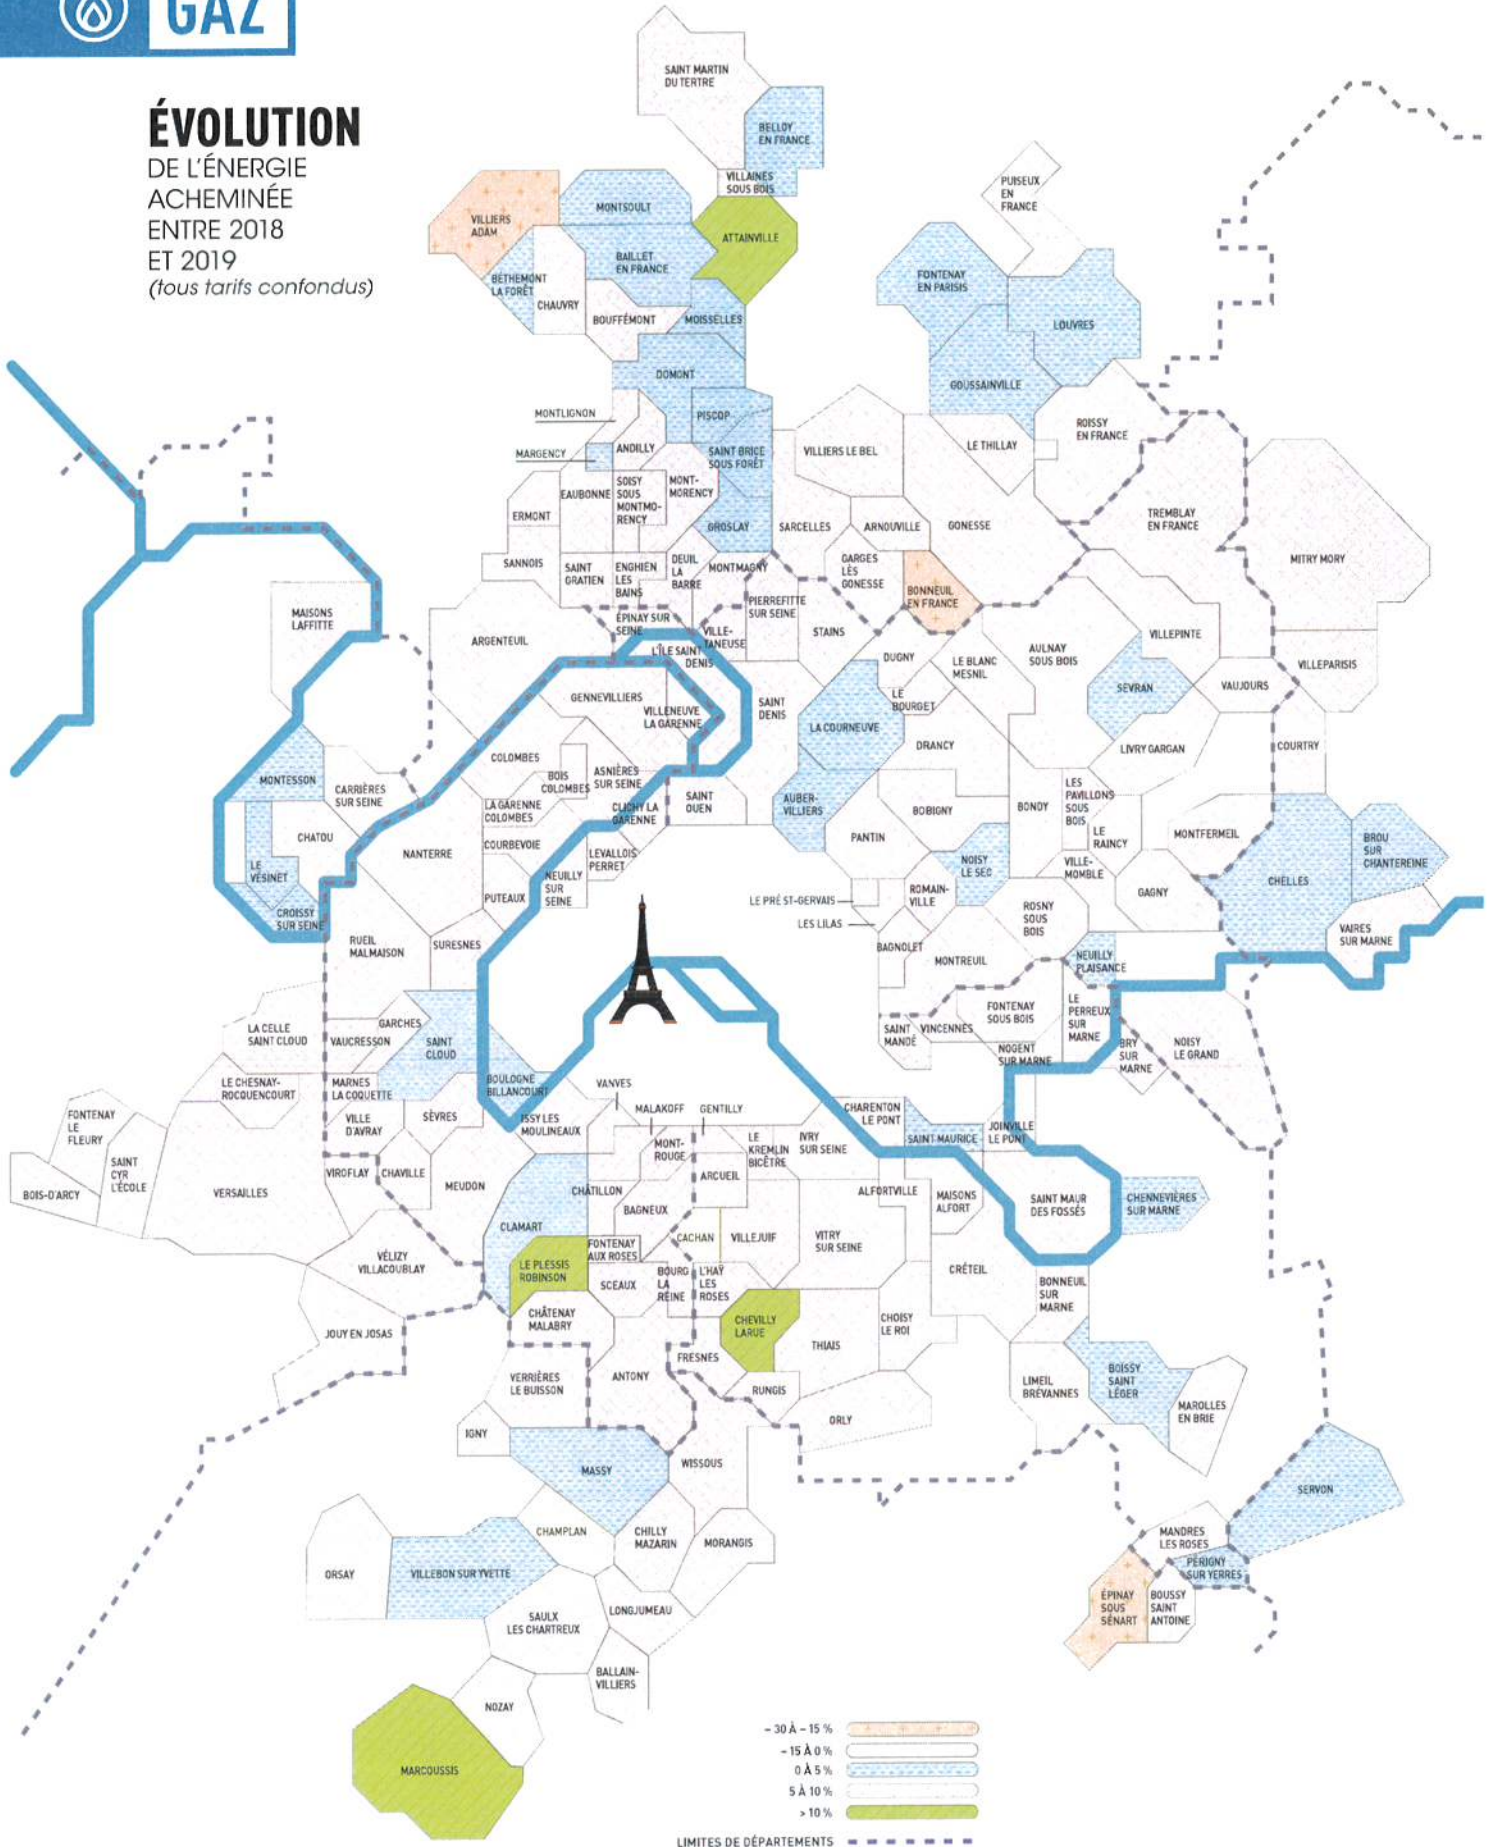 GAZ
ÉVOLUTION
DE L'ÉNERGIE
ACHEMINÉE
ENTRE 2018
ET 2019
(tous tarifs confondus)
SAINT MARTIN
DU TERTRE
BELLOY
EN FRANCE
VILLAINES
SOUS BOIS
PUISEUX
EN
FRANCE
VILLIERS
ADAM
MONTSOULT
ATTAINVILLE
BAILLET
EN FRANCE
BÉTHEMONT
LA FORÊT
CHAUVRY
BOUFFÉMONT
MOISSELLES
FONTENAY
EN PARISIS
LOUVRES
DOMONT
GOUSSAINVILLE
MONTLIGNON
PISCOP
ROISSY
EN FRANCE
MARGENCY
ANDILLY
SAINT BRICE
SOUS FORÊT
VILLIERS LE BEL
LE THILLAY
EAUBONNE
SOISY
SOUS
MONTMO-
RENCY
MONT-
MORENCY
ERMONT
GROSLAY
SARCELLES
ARNOUVILLE
GONESSE
TREMBLAY
EN FRANCE
MITRY MORY
SANNOIS
SAINT
GRATIEN
ENGHIEN
LES
BAINS
DEUIL
LA
BARRE
MONTMAGNY
GARGES
LÈS
GONESSE
BONNEUIL
EN FRANCE
MAISONS
LAFFITTE
ARGENTEUIL
ÉPINAY SUR
SEINE
VILLE-
TANEUSE
PIERREFITTE
SUR SEINE
STAINS
VILLEPINTE
L'ÎLE SAINT
DENIS
DUGNY
LE BLANC
MESNIL
AULNAY
SOUS BOIS
VILLEPARISIS
GENNEVILLIERS
VILLENEUVE
LA GARENNE
SAINT
DENIS
LE
BOURGET
SEVRAN
VAUJOURS
LA COURNEUVE
DRANCY
LIVRY GARGAN
COURTRY
COLOMBES
BOIS
COLOMBES
ASNIÈRES
SUR SEINE
MONTESSON
CARRIÈRES
SUR SEINE
LA GARENNE
COLOMBES
CLICHY LA
GARENNE
SAINT
OUEN
AUBER-
VILLIERS
BOBIGNY
BONDY
LES
PAVILLONS
SOUS
BOIS
CHATOU
NANTERRE
COURBEVOIE
LEVALLOIS
PERRET
PANTIN
LE
RAINCY
MONTFERMEIL
BROU
SUR
CHANTEREINE
LE
VÉSINET
PUTEAUX
NEUILLY
SUR
SEINE
NOISY
LE SEC
VILLE-
MOMBLE
GAGNY
CHELLES
LE PRÉ ST-GERVAIS
ROMAIN-
VILLE
CROISSY
SUR SEINE
LES LILAS
ROSNY
SOUS
BOIS
VAIRES
SUR MARNE
RUEIL
MALMAISON
SURESNES
BAGNOLET
MONTREUIL
NEUILLY
PLAISANCE
LA CELLE
SAINT CLOUD
VAUCRESSON
GARCHES
SAINT
CLOUD
SAINT
MANDÉ
VINCENNES
FONTENAY
SOUS BOIS
LE
PERREUX
SUR
MARNE
NOGENT
SUR MARNE
BRY
SUR
MARNE
NOISY
LE GRAND
LE CHESNAY-
ROCQUENCOURT
MARNES
LA COQUETTE
BOULOGNE
BILLANCOURT
VANVES
FONTENAY
LE
FLEURY
VILLE
D'AVRAY
SÈVRES
ISSY LES
MOULINEAUX
MALAKOFF
GENTILLY
CHARENTON
LE PONT
SAINT MAURICE
JOINVILLE
LE PONT
MONT-
ROUGE
LE
KREMLIN
BICÊTRE
IVRY
SUR SEINE
BOIS-D'ARCY
SAINT
CYR
L'ÉCOLE
VERSAILLES
VIROFLAY
CHAVILLE
MEUDON
CHÂTILLON
ARCUEIL
ALFORTVILLE
MAISONS
ALFORT
SAINT MAUR
DES FOSSÉS
CHENNEVIÈRES
SUR MARNE
BAGNEUX
CLAMART
VÉLIZY
VILLACOUBLAY
FONTENAY
AUX ROSES
CACHAN
VILLEJUIF
VITRY
SUR SEINE
LE PLESSIS
ROBINSON
SCEAUX
BOURG
LA
REINE
L'HAŸ
LES
ROSES
CRÉTEIL
BONNEUIL
SUR
MARNE
JOUY EN JOSAS
CHÂTENAY
MALABRY
CHEVILLY
LARUE
THIAIS
CHOISY
LE ROI
VERRIÈRES
LE BUISSON
ANTONY
FRESNES
RUNGIS
LIMEIL
BRÉVANNES
BOISSY
SAINT
LÉGER
MAROLLES
EN BRIE
ORLY
IGNY
MASSY
WISSOUS
SERVON
ORSAY
VILLEBON SUR YVETTE
CHAMPLAN
CHILLY
MAZARIN
MORANGIS
MANDRES
LES ROSES
PÉRIGNY
SUR YERRES
ÉPINAY
SOUS
SÉNART
BOUSSY
SAINT
ANTOINE
SAULX
LES CHARTREUX
LONGJUMEAU
BALLAIN-
VILLIERS
NOZAY
MARCOUSSIS
– 30 À – 15 %
– 15 À 0 %
0 À 5 %
5 À 10 %
> 10 %
LIMITES DE DÉPARTEMENTS